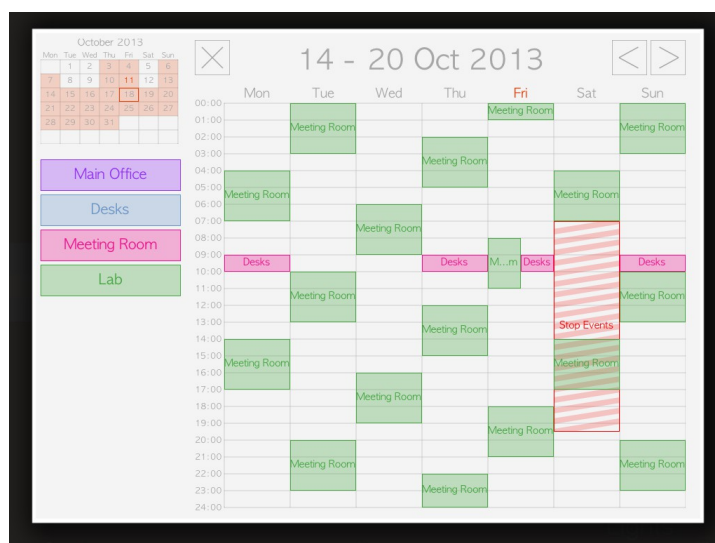 October 2013
Mon Tue Wed Thu Fri Sat Sun
1 2 3 4 5 6
7 8 9 10 11 12 13
14 15 16 17 18 19 20
21 22 23 24 25 26 27
28 29 30 31
Main Office
Desks
Meeting Room
Lab
14 - 20 Oct 2013
< >
Mon Tue Wed Thu Fri Sat Sun
00:00
01:00
02:00
03:00
04:00
05:00
06:00
07:00
08:00
09:00
10:00
11:00
12:00
13:00
14:00
15:00
16:00
17:00
18:00
19:00
20:00
21:00
22:00
23:00
24:00
Meeting Room
Meeting Room
Meeting Room
Meeting Room
Meeting Room
Meeting Room
Meeting Room
Desks
Desks
M...m
Desks
Desks
Meeting Room
Meeting Room
Stop Events
Meeting Room
Meeting Room
Meeting Room
Meeting Room
Meeting Room
Meeting Room
Meeting Room
Meeting Room